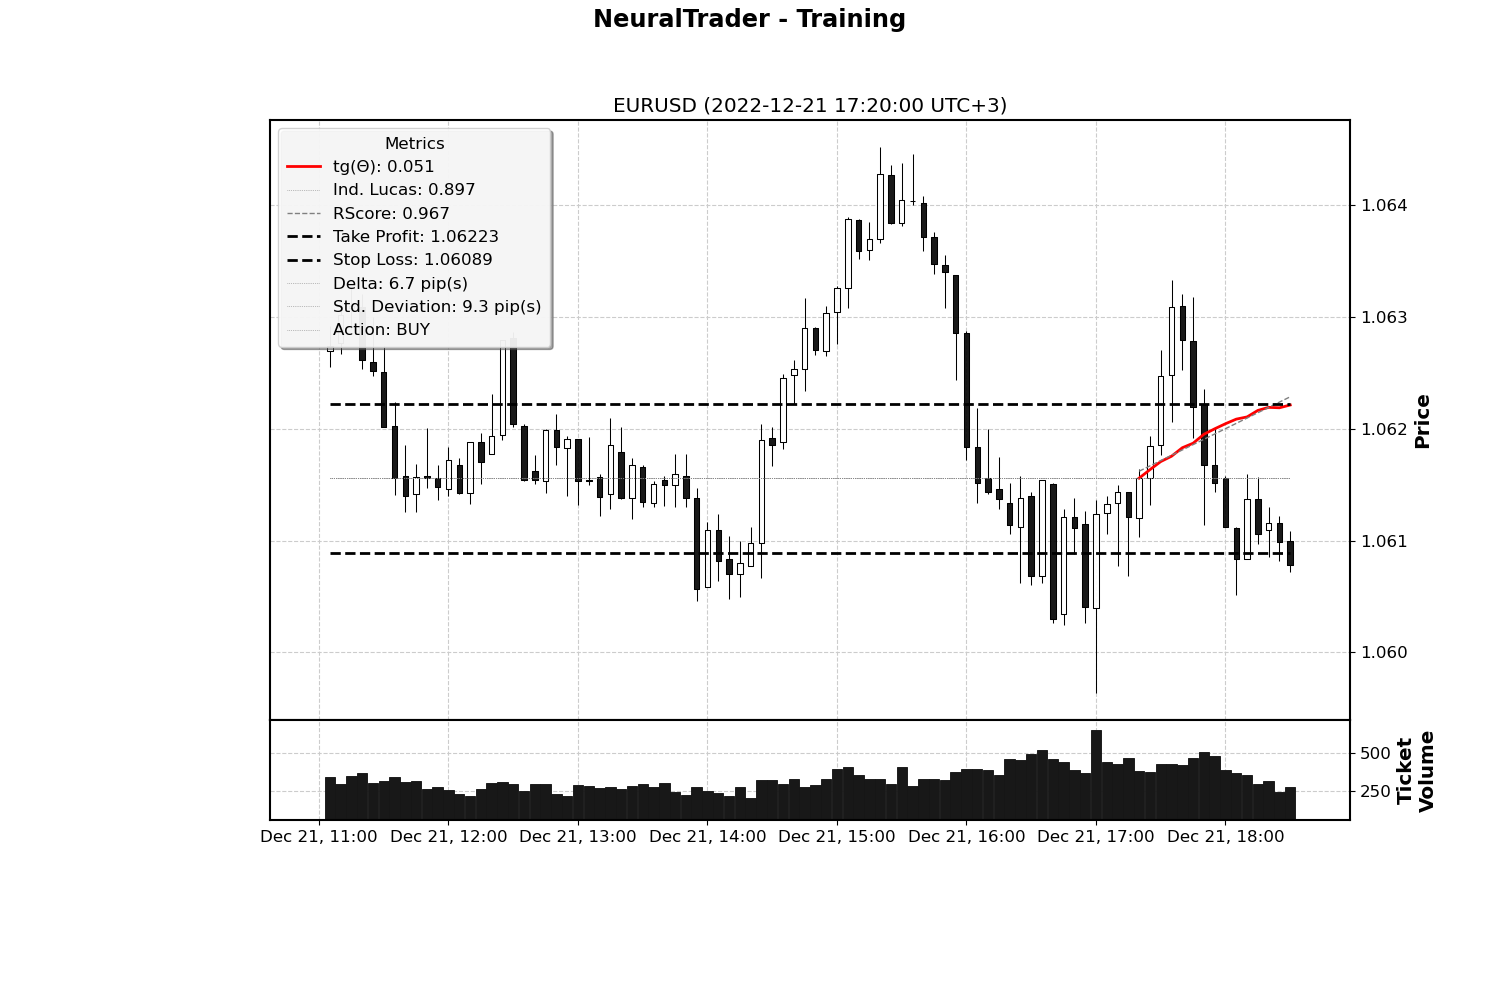 NeuralTrader - Training
EURUSD (2022-12-21 17:20:00 UTC+3)
Metrics
tg(Θ): 0.051
Ind. Lucas: 0.897
RScore: 0.967
Take Profit: 1.06223
Stop Loss: 1.06089
Delta: 6.7 pip(s)
Std. Deviation: 9.3 pip(s)
Action: BUY
1.064
1.063
1.062
1.061
1.060
Price
500
250
Ticket
Volume
Dec 21, 11:00
Dec 21, 12:00
Dec 21, 13:00
Dec 21, 14:00
Dec 21, 15:00
Dec 21, 16:00
Dec 21, 17:00
Dec 21, 18:00